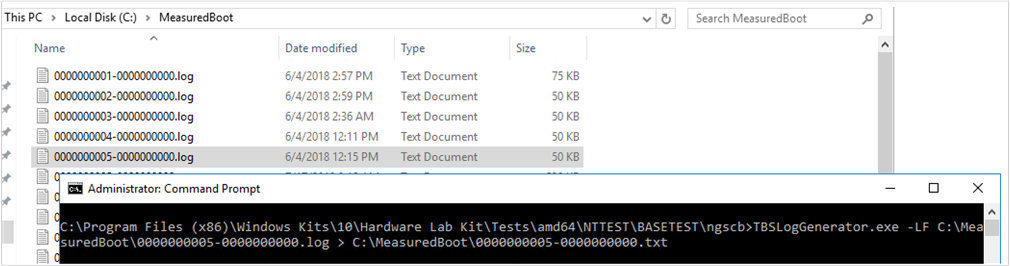 This PC > Local Disk (C:) > MeasuredBoot
Search MeasuredBoot
Name Date modified Type Size
0000000001-0000000000.log 6/4/2018 2:57 PM Text Document 75 KB
0000000002-0000000000.log 6/4/2018 2:59 PM Text Document 50 KB
0000000003-0000000000.log 6/4/2018 2:36 AM Text Document 50 KB
0000000004-0000000000.log 6/4/2018 12:11 PM Text Document 50 KB
0000000005-0000000000.log 6/4/2018 12:15 PM Text Document 50 KB
Administrator: Command Prompt
C:\Program Files (x86)\Windows Kits\10\Hardware Lab Kit\Tests\amd64\NTTEST\BASETEST\ngscb>TBSLogGenerator.exe -LF C:\Mea
suredBoot\0000000005-0000000000.log > C:\MeasuredBoot\0000000005-0000000000.txt